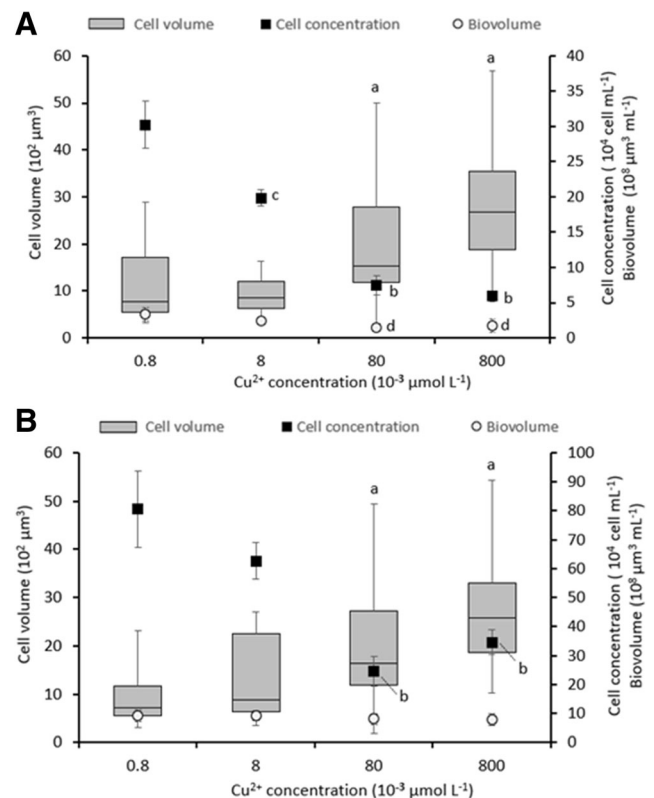 A
Cell volume Cell concentration Biovolume
60 40
50 35
40 30
30 25
20 20
10 15
0 10
5
0
Cell volume (10² µm³)
Cell concentration ( 10⁴ cell mL⁻¹)
Biovolume (10⁸ µm³ mL⁻¹)
a
a
c
b
b
d
d
0.8 8 80 800
Cu²⁺ concentration (10⁻³ µmol L⁻¹)
B
Cell volume Cell concentration Biovolume
60 100
50 90
40 80
30 70
20 60
10 50
0 40
30
20
10
0
Cell volume (10² µm³)
Cell concentration ( 10⁴ cell mL⁻¹)
Biovolume (10⁸ µm³ mL⁻¹)
a
a
b
b
0.8 8 80 800
Cu²⁺ concentration (10⁻³ µmol L⁻¹)